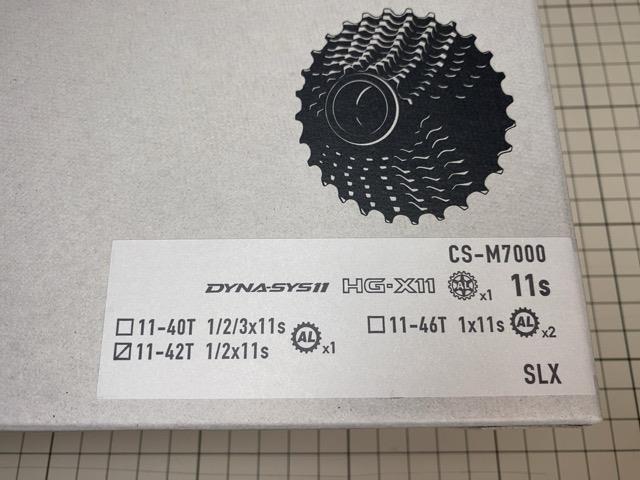 CS-M7000
DYNA-SYS11 HG-X11 AL x1 11s
☐ 11-40T 1/2/3x11s
☑ 11-42T 1/2x11s
AL x1
☐ 11-46T 1x11s AL x2
SLX